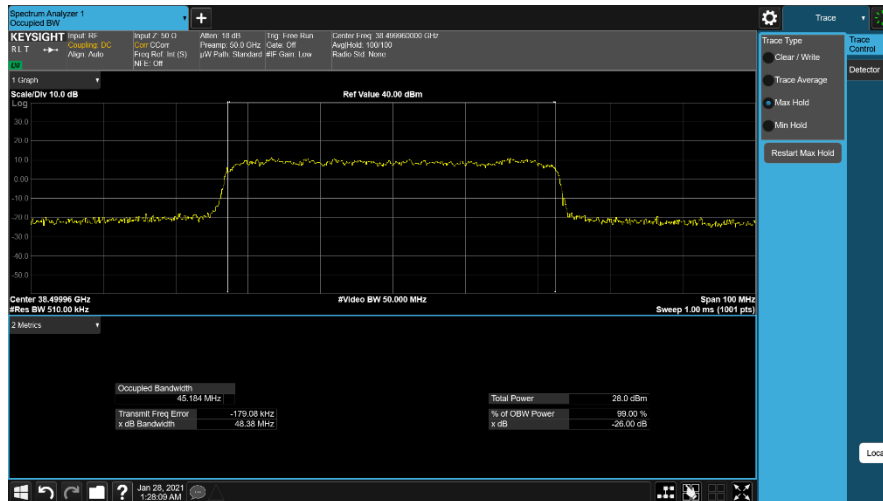 Spectrum Analyzer 1
Occupied BW
+
Trace
KEYSIGHT
R L T
LXI
Input: RF
Coupling: DC
Align: Auto
Input Z: 50 Ω
Corr CCorr
Freq Ref: Int (S)
NFE: Off
Atten: 18 dB
Preamp: 50.0 GHz
µW Path: Standard
Trig: Free Run
Gate: Off
#IF Gain: Low
Center Freq: 38.499960000 GHz
Avg|Hold: 100/100
Radio Std: None
Trace Type
Clear / Write
Trace Average
Max Hold
Min Hold
Restart Max Hold
Trace
Control
Detector
1 Graph
Scale/Div 10.0 dB
Ref Value 40.00 dBm
Log
30.0
20.0
10.0
0.00
-10.0
-20.0
-30.0
-40.0
-50.0
Center 38.49996 GHz
#Video BW 50.000 MHz
Span 100 MHz
#Res BW 510.00 kHz
Sweep 1.00 ms (1001 pts)
2 Metrics
Occupied Bandwidth
45.184 MHz
Total Power 28.0 dBm
Transmit Freq Error -179.08 kHz
% of OBW Power 99.00 %
x dB Bandwidth 48.38 MHz
x dB -26.00 dB
Loca
?
Jan 28, 2021
1:28:09 AM